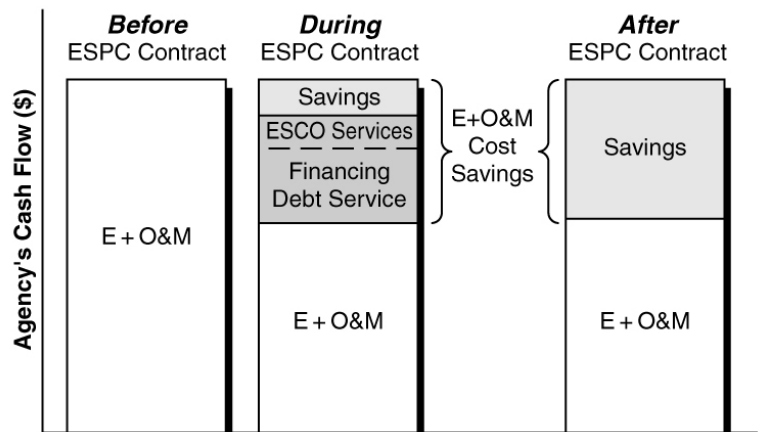 Before
ESPC Contract
During
ESPC Contract
After
ESPC Contract
Agency's Cash Flow ($)
E + O&M
Savings
ESCO Services
Financing
Debt Service
E + O&M
E+O&M
Cost
Savings
Savings
E + O&M